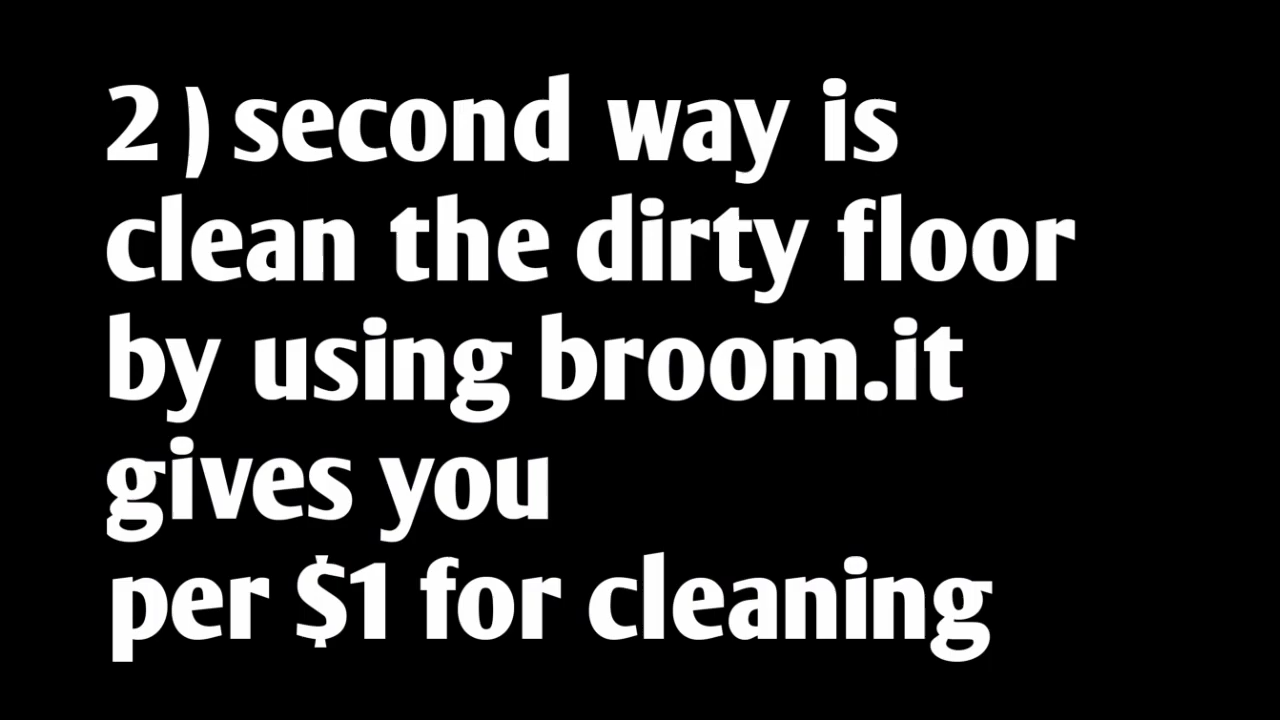 2) second way is
clean the dirty floor
by using broom.it
gives you
per $1 for cleaning